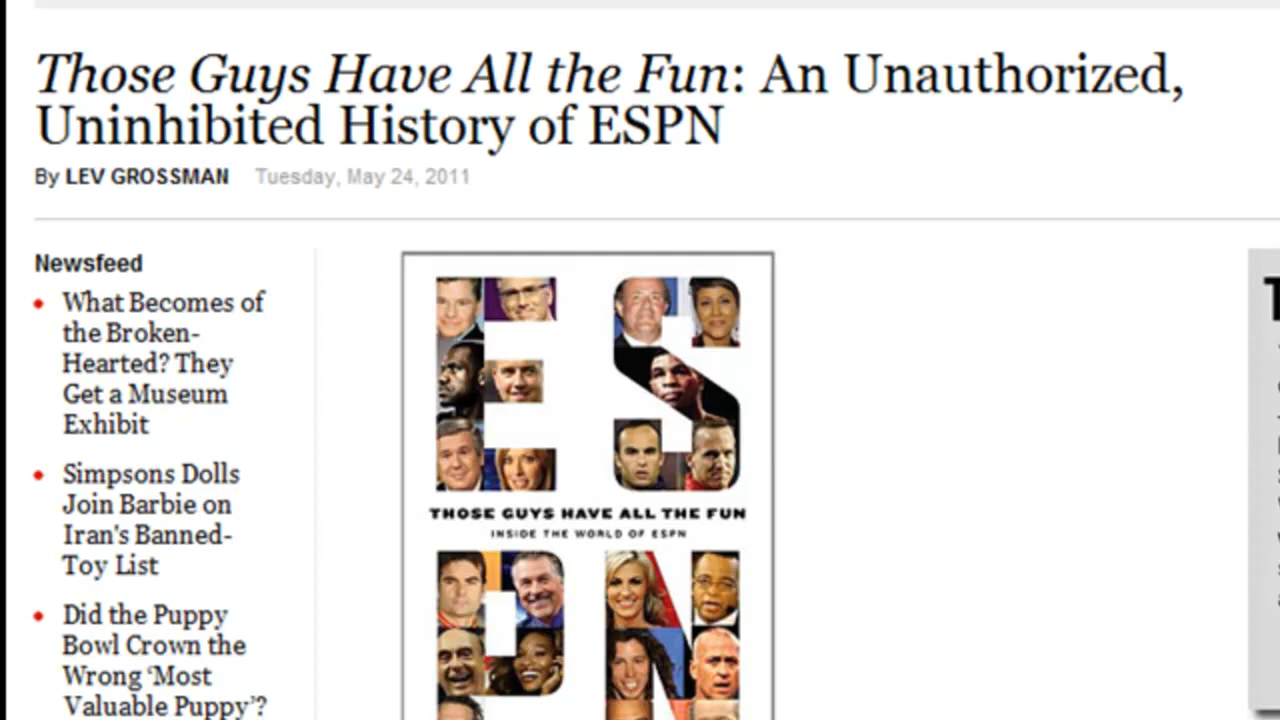 Those Guys Have All the Fun: An Unauthorized,
Uninhibited History of ESPN
By LEV GROSSMAN Tuesday, May 24, 2011
Newsfeed
What Becomes of
the Broken-
Hearted? They
Get a Museum
Exhibit
Simpsons Dolls
Join Barbie on
Iran's Banned-
Toy List
Did the Puppy
Bowl Crown the
Wrong ‘Most
Valuable Puppy’?
ES
THOSE GUYS HAVE ALL THE FUN
INSIDE THE WORLD OF ESPN
PN